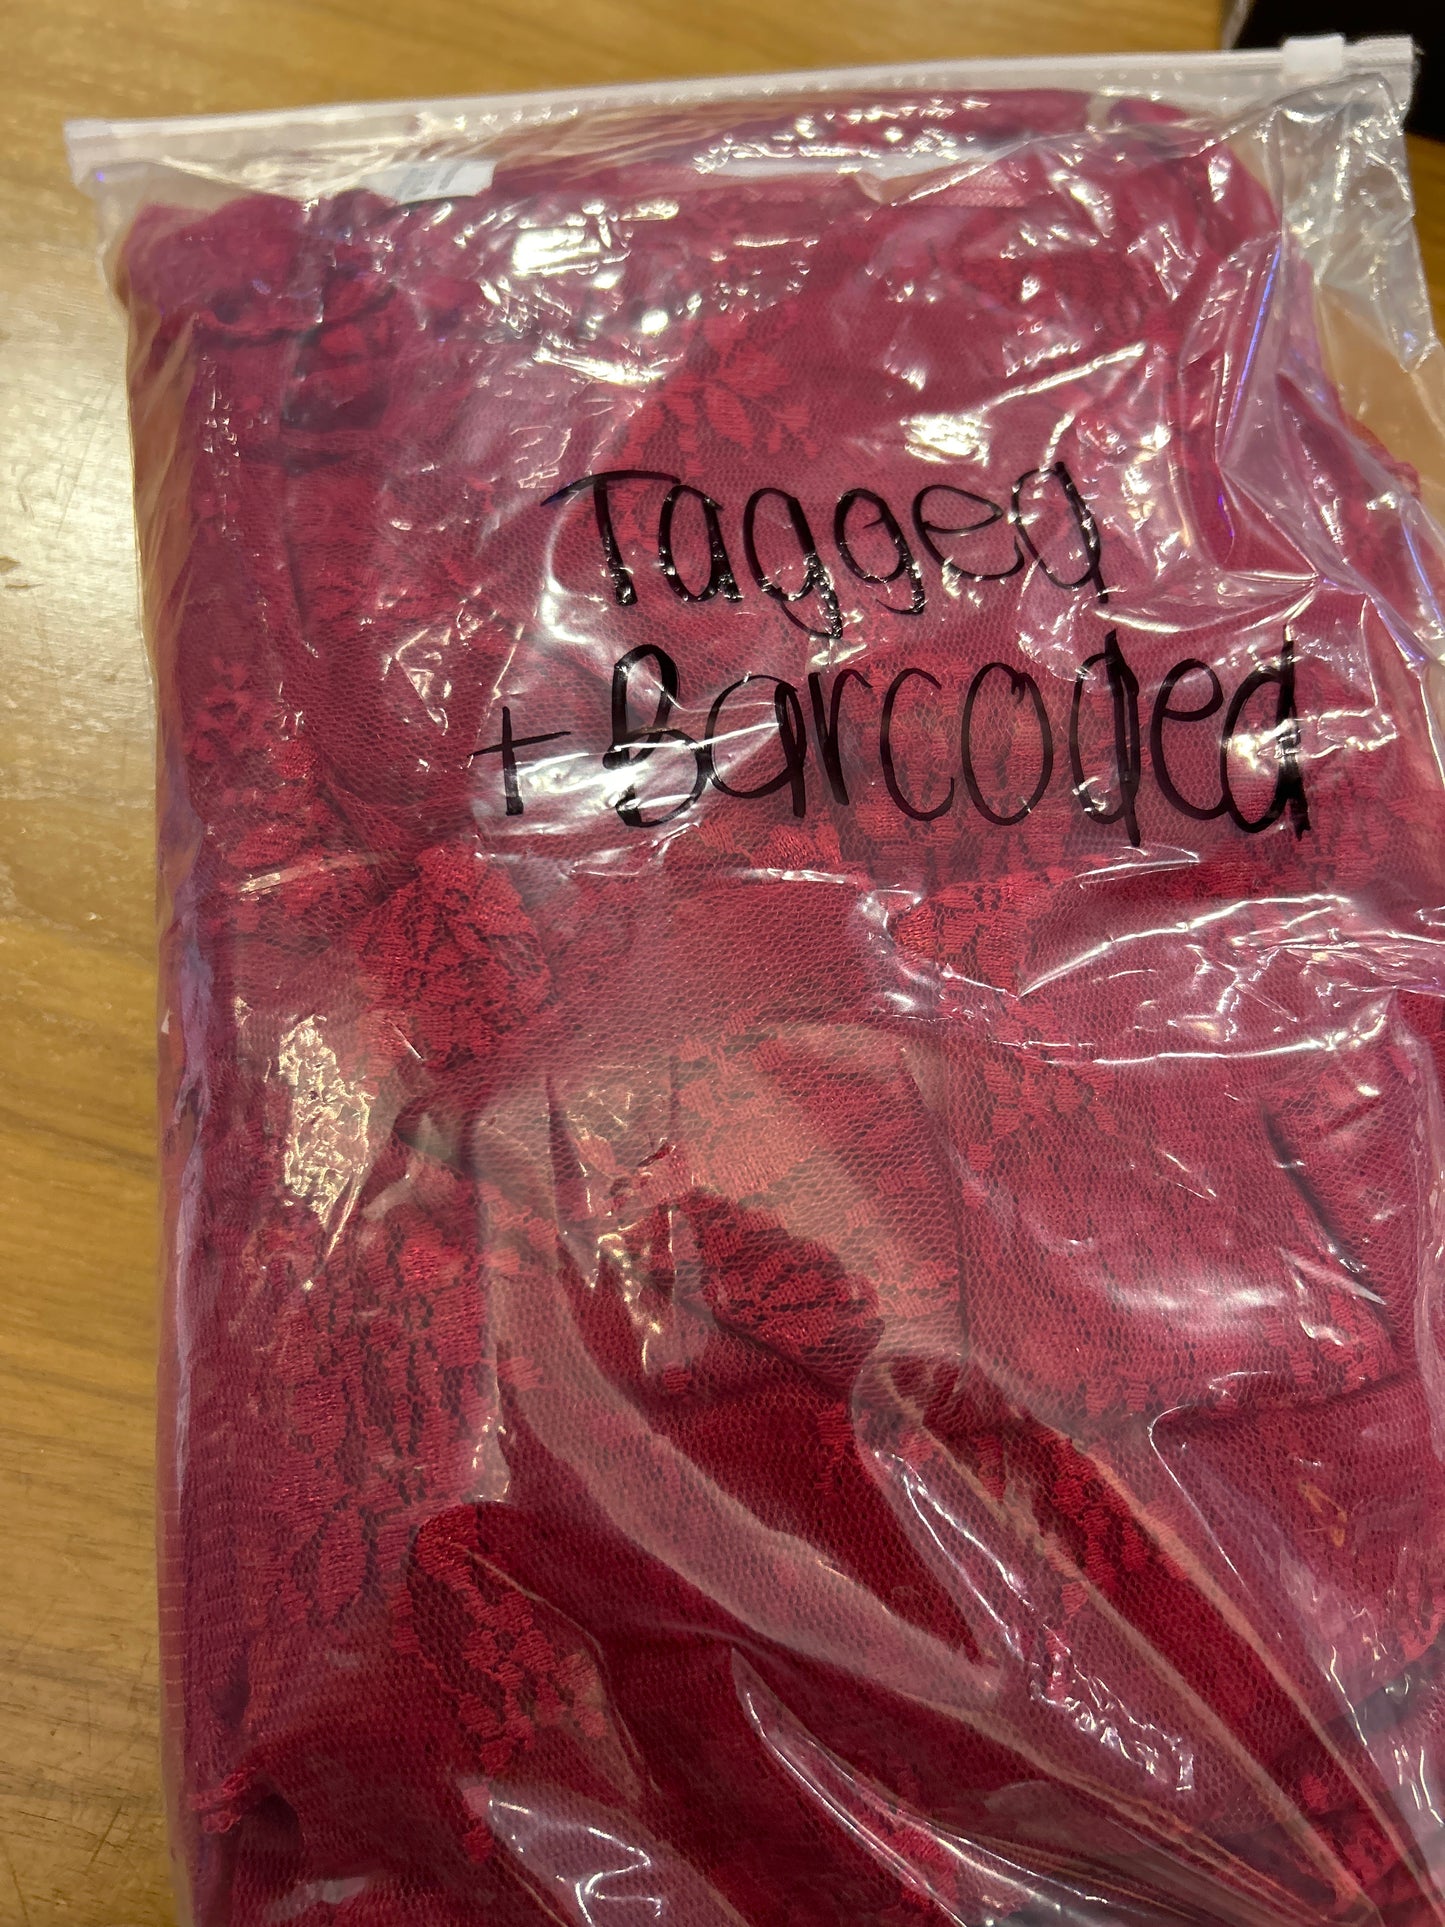 Tagged
+ Barcoded